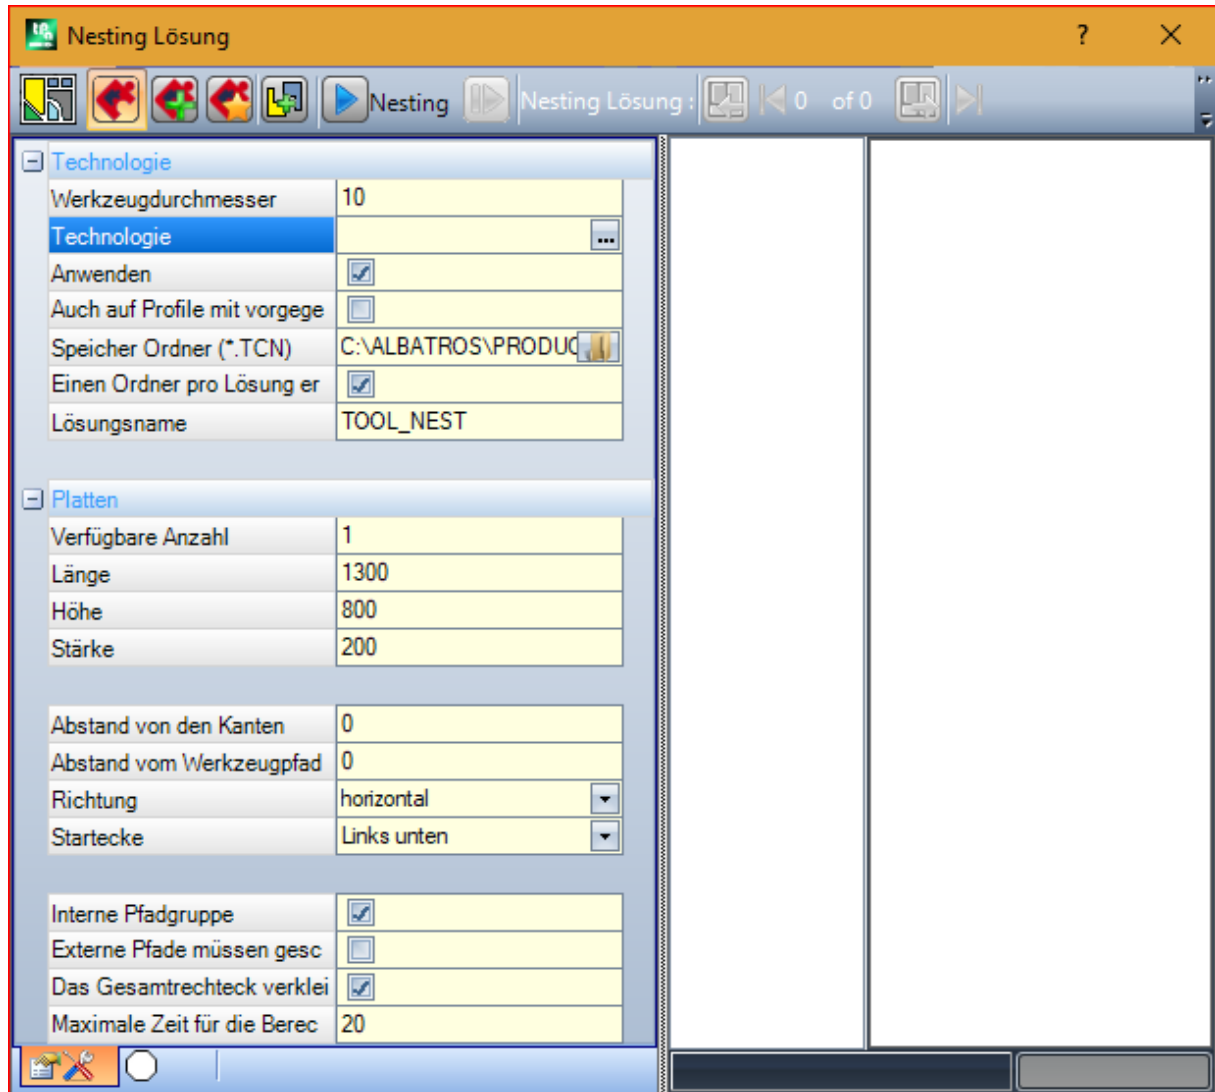 Nesting Lösung
Nesting Nesting Lösung : 0 of 0
Technologie
Werkzeugdurchmesser 10
Technologie ...
Anwenden
Auch auf Profile mit vorgege
Speicher Ordner (*.TCN) C:\ALBATROS\PRODUC
Einen Ordner pro Lösung er
Lösungsname TOOL_NEST
Platten
Verfügbare Anzahl 1
Länge 1300
Höhe 800
Stärke 200
Abstand von den Kanten 0
Abstand vom Werkzeugpfad 0
Richtung horizontal
Startecke Links unten
Interne Pfadgruppe
Externe Pfade müssen gesc
Das Gesamtrechteck verklei
Maximale Zeit für die Berec 20